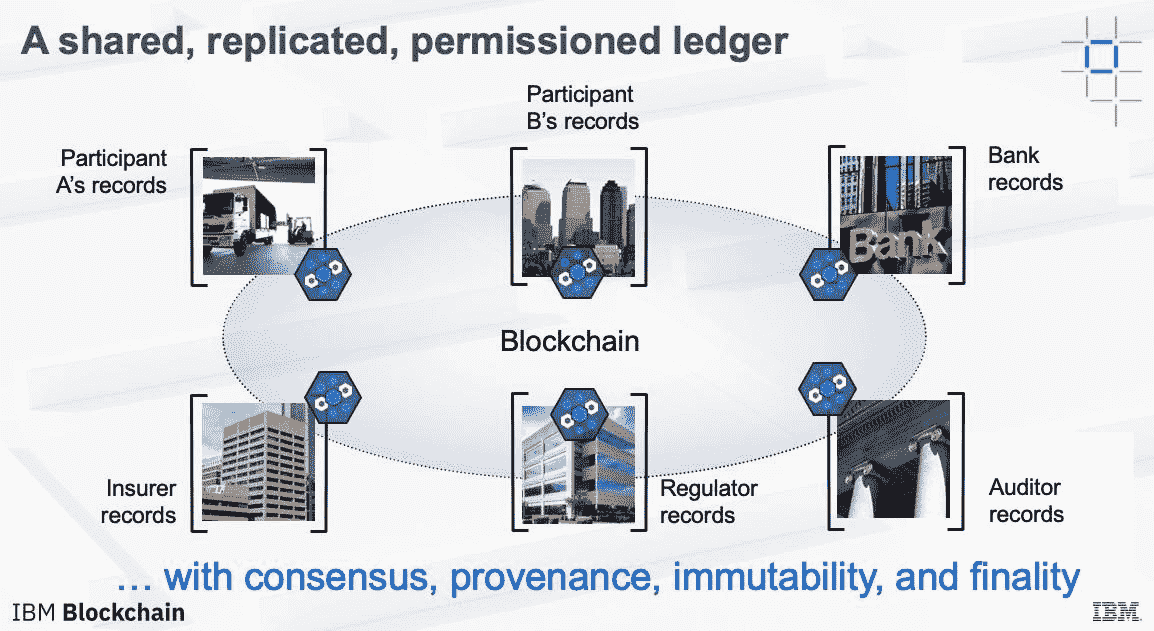 A shared, replicated, permissioned ledger
Participant
B's records
Participant
A's records
Bank
records
Bank
Blockchain
Insurer
records
Regulator
records
Auditor
records
... with consensus, provenance, immutability, and finality
IBM Blockchain
IBM